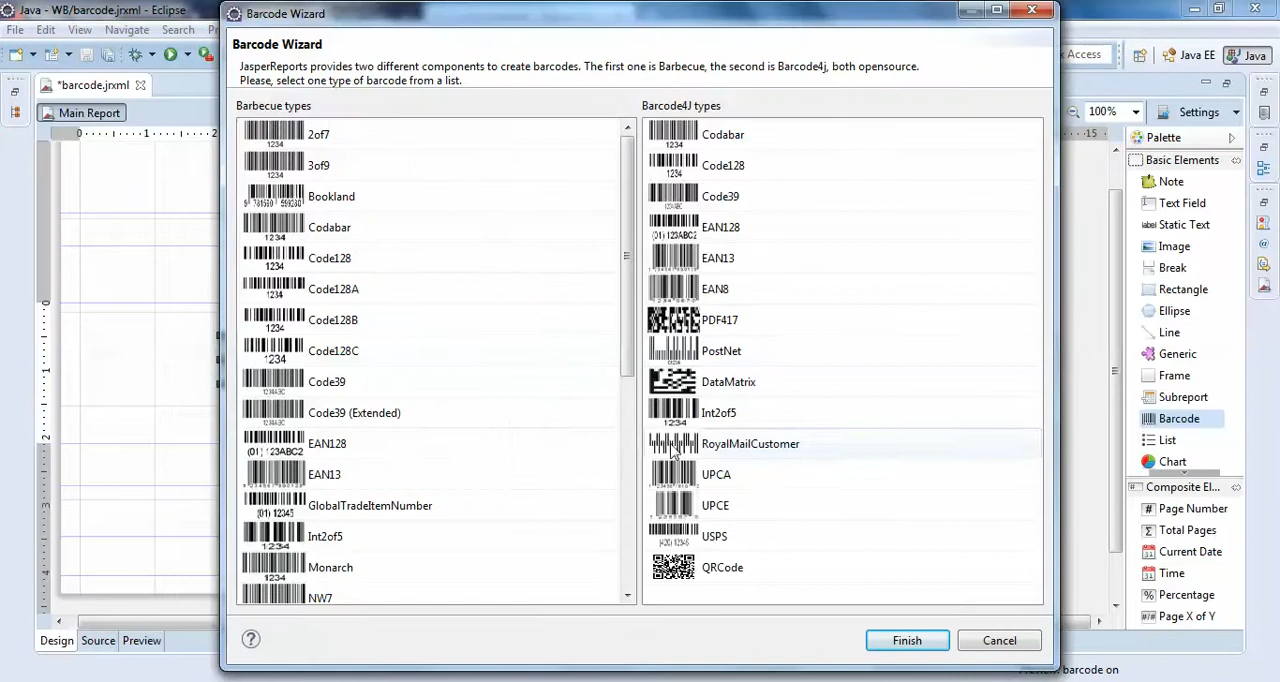 Java - WB/barcode.jrxml - Eclipse
File Edit View Navigate Search
Access
Java EE
Java
*barcode.jrxml
Main Report
100%
Settings
0 1 2
15
Barcode Wizard
Barcode Wizard
JasperReports provides two different components to create barcodes. The first one is Barbecue, the second is Barcode4j, both opensource.
Please, select one type of barcode from a list.
Barbecue types
2of7
3of9
Bookland
Codabar
Code128
Code128A
Code128B
Code128C
Code39
Code39 (Extended)
EAN128
EAN13
GlobalTradeItemNumber
Int2of5
Monarch
NW7
Barcode4J types
Codabar
Code128
Code39
EAN128
EAN13
EAN8
PDF417
PostNet
DataMatrix
Int2of5
RoyalMailCustomer
UPCA
UPCE
USPS
QRCode
Finish
Cancel
Palette
Basic Elements
Note
Text Field
label Static Text
Image
Break
Rectangle
Ellipse
Line
Generic
Frame
Subreport
Barcode
List
Chart
Composite El...
# Page Number
Total Pages
Current Date
Time
% Percentage
#/# Page X of Y
Design Source Preview
barcode on